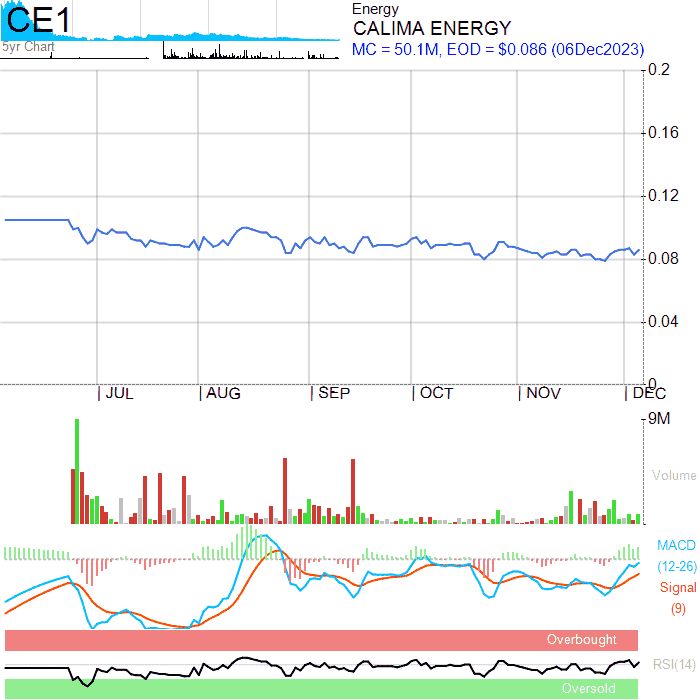 CE1
5yr Chart
Energy
CALIMA ENERGY
MC = 50.1M, EOD = $0.086 (06Dec2023)
0.2
0.16
0.12
0.08
0.04
0
JUL AUG SEP OCT NOV DEC
9M
Volume
MACD
(12-26)
Signal
(9)
Overbought
RSI(14)
Oversold